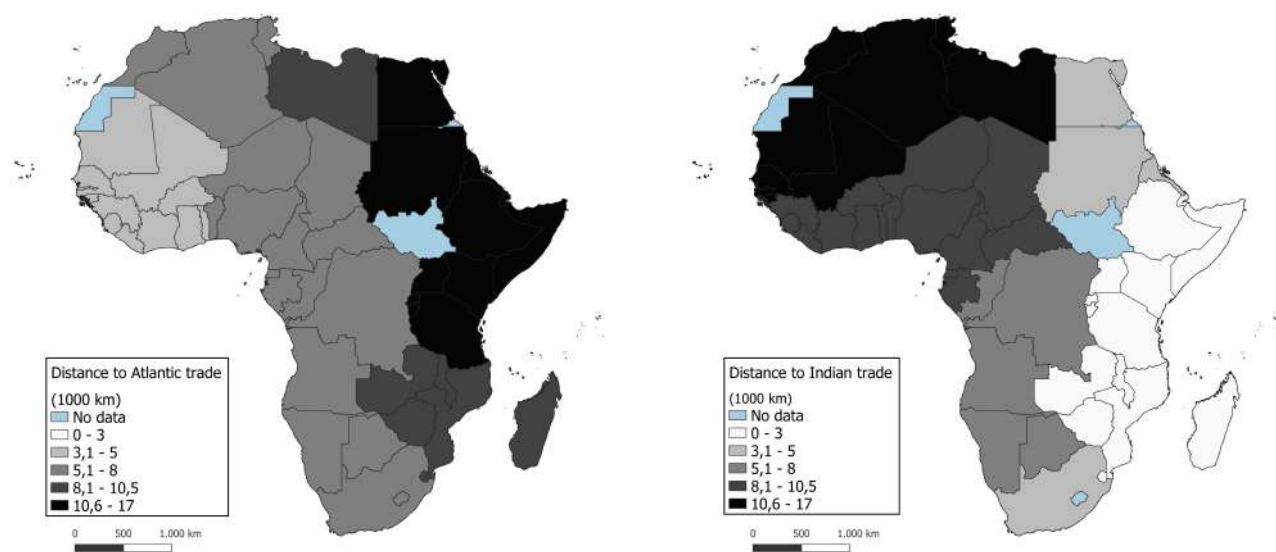 Distance to Atlantic trade
(1000 km)
No data
0 - 3
3,1 - 5
5,1 - 8
8,1 - 10,5
10,6 - 17
0 500 1.000 km
Distance to Indian trade
(1000 km)
No data
0 - 3
3,1 - 5
5,1 - 8
8,1 - 10,5
10,6 - 17
0 500 1.000 km